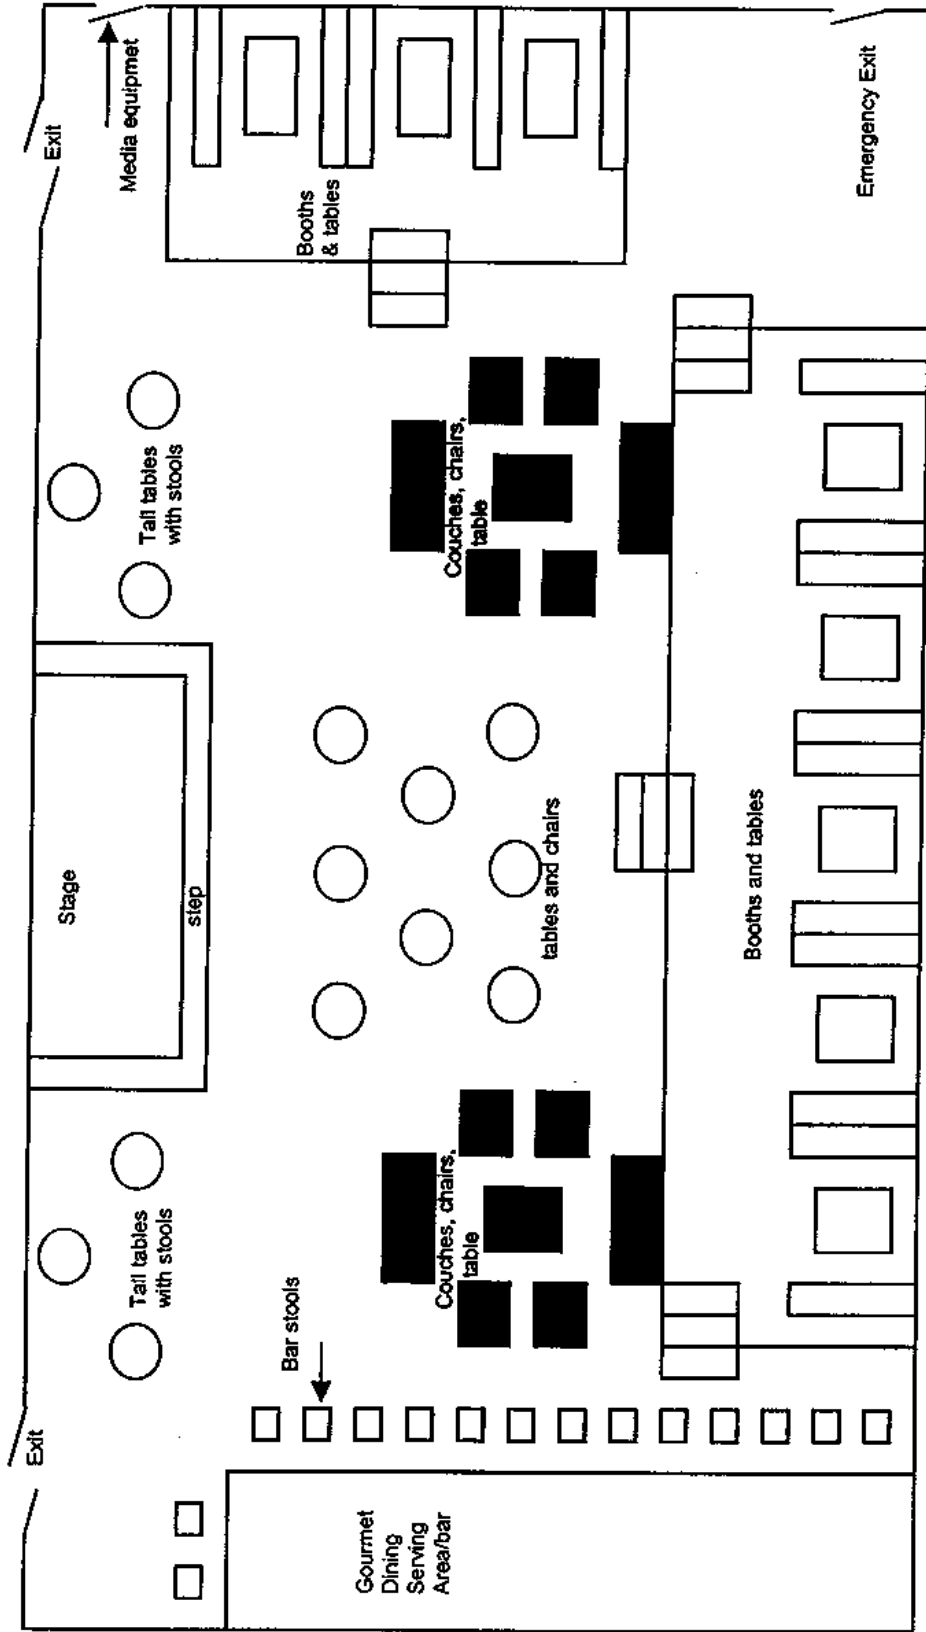 Exit
Tall tables
with stools
Stage
step
Tall tables
with stools
Exit
Media equipmet
Bar stools
Gourmet
Dining
Serving
Area/bar
Couches, chairs,
table
tables and chairs
Couches, chairs,
table
Booths
& tables
Booths and tables
Emergency Exit